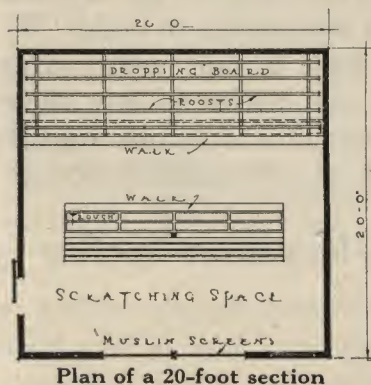 20'0"
DROPPING BOARD
ROOSTS
WALK
WALK
TROUGH
20'-0"
SCRATCHING SPACE
MUSLIN SCREENS
Plan of a 20-foot section